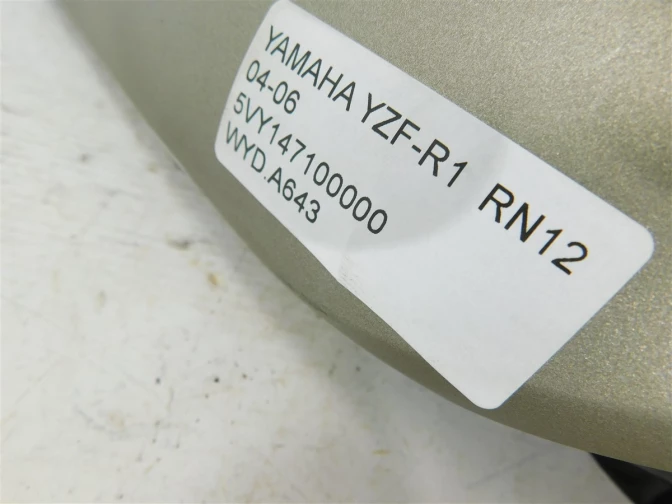 YAMAHA YZF-R1 RN12
04-06
5VY147100000
WYD.A643